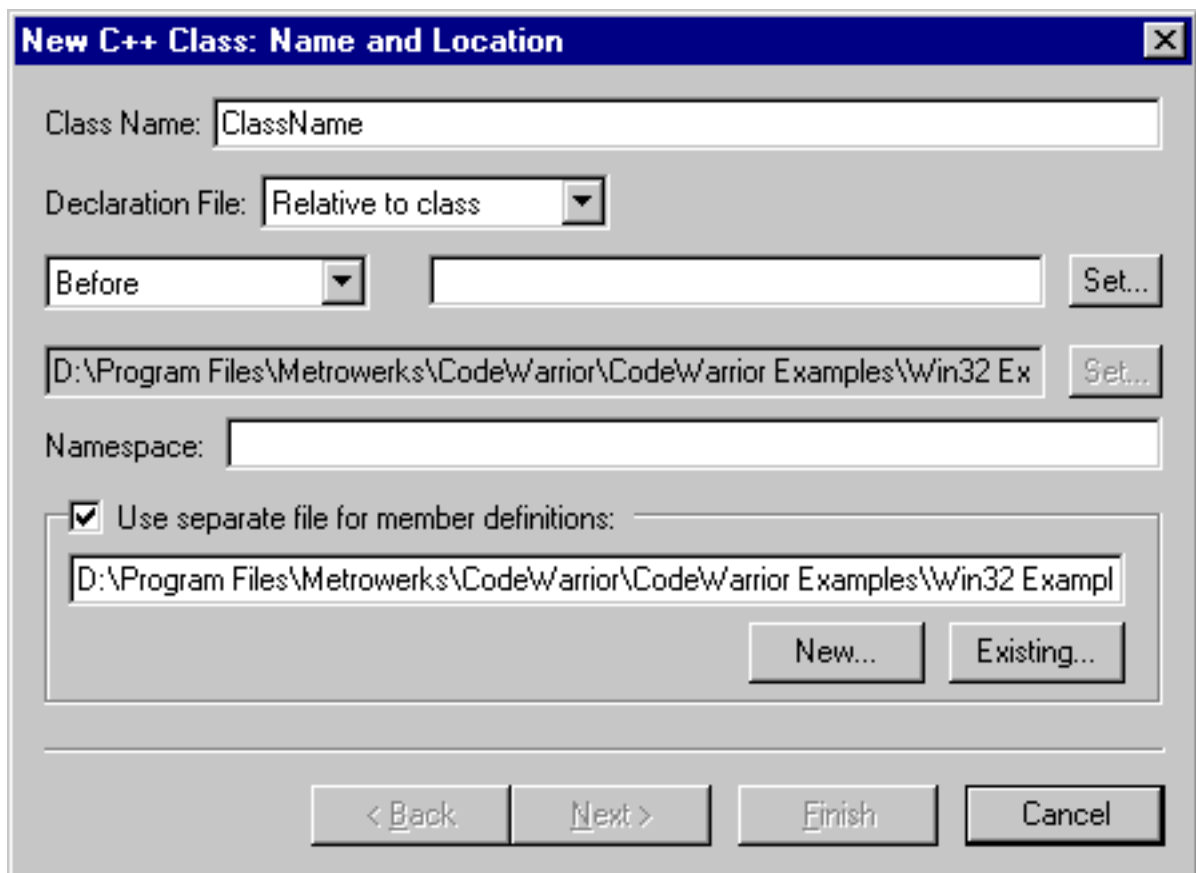 New C++ Class: Name and Location
Class Name: ClassName
Declaration File: Relative to class
Before Set...
D:\Program Files\Metrowerks\CodeWarrior\CodeWarrior Examples\Win32 Ex Set...
Namespace:
Use separate file for member definitions:
D:\Program Files\Metrowerks\CodeWarrior\CodeWarrior Examples\Win32 Exampl
New... Existing...
< Back Next > Finish Cancel